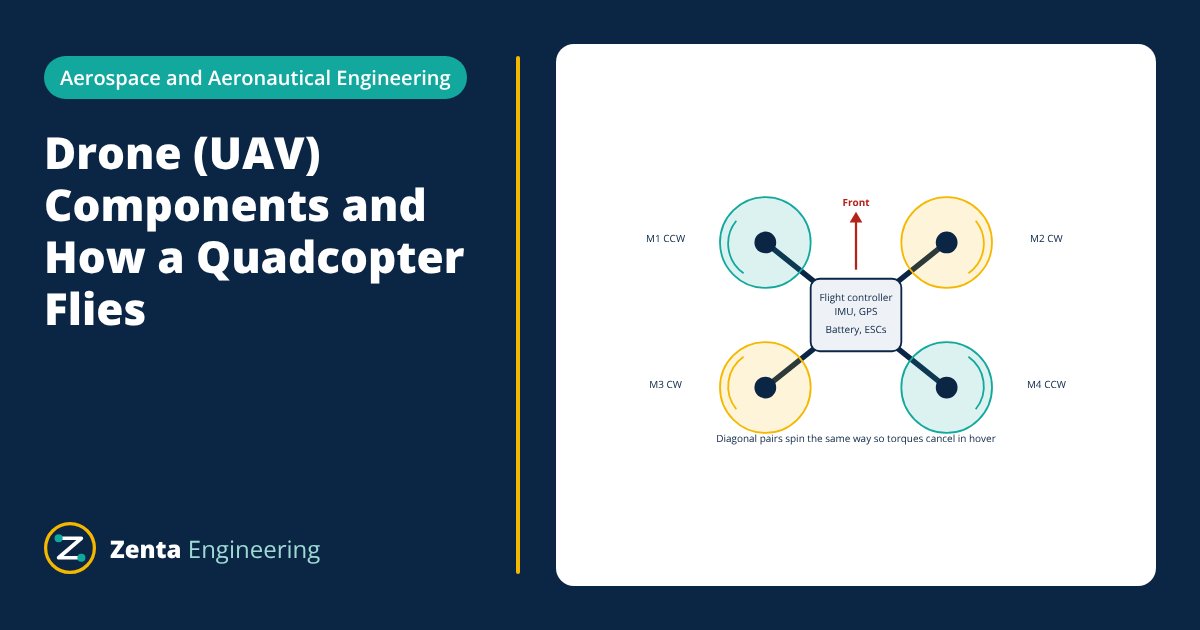 Aerospace and Aeronautical Engineering
Drone (UAV)
Components and
How a Quadcopter
Flies
Zenta Engineering
Front
M1 CCW
M2 CW
Flight controller
IMU, GPS
Battery, ESCs
M3 CW
M4 CCW
Diagonal pairs spin the same way so torques cancel in hover